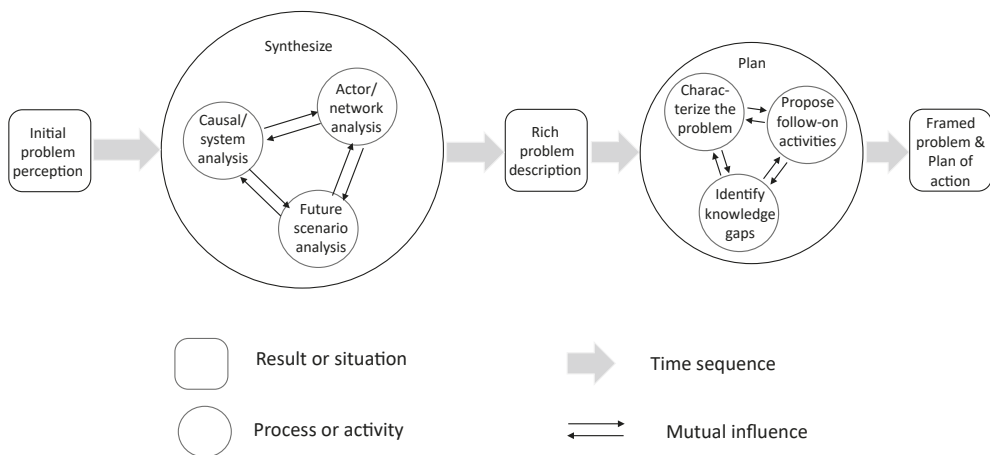 Synthesize
Initial
problem
perception
Causal/
system
analysis
Actor/
network
analysis
Future
scenario
analysis
Rich
problem
description
Plan
Charac-
terize the
problem
Propose
follow-on
activities
Identify
knowledge
gaps
Framed
problem &
Plan of
action
Result or situation
Time sequence
Process or activity
Mutual influence